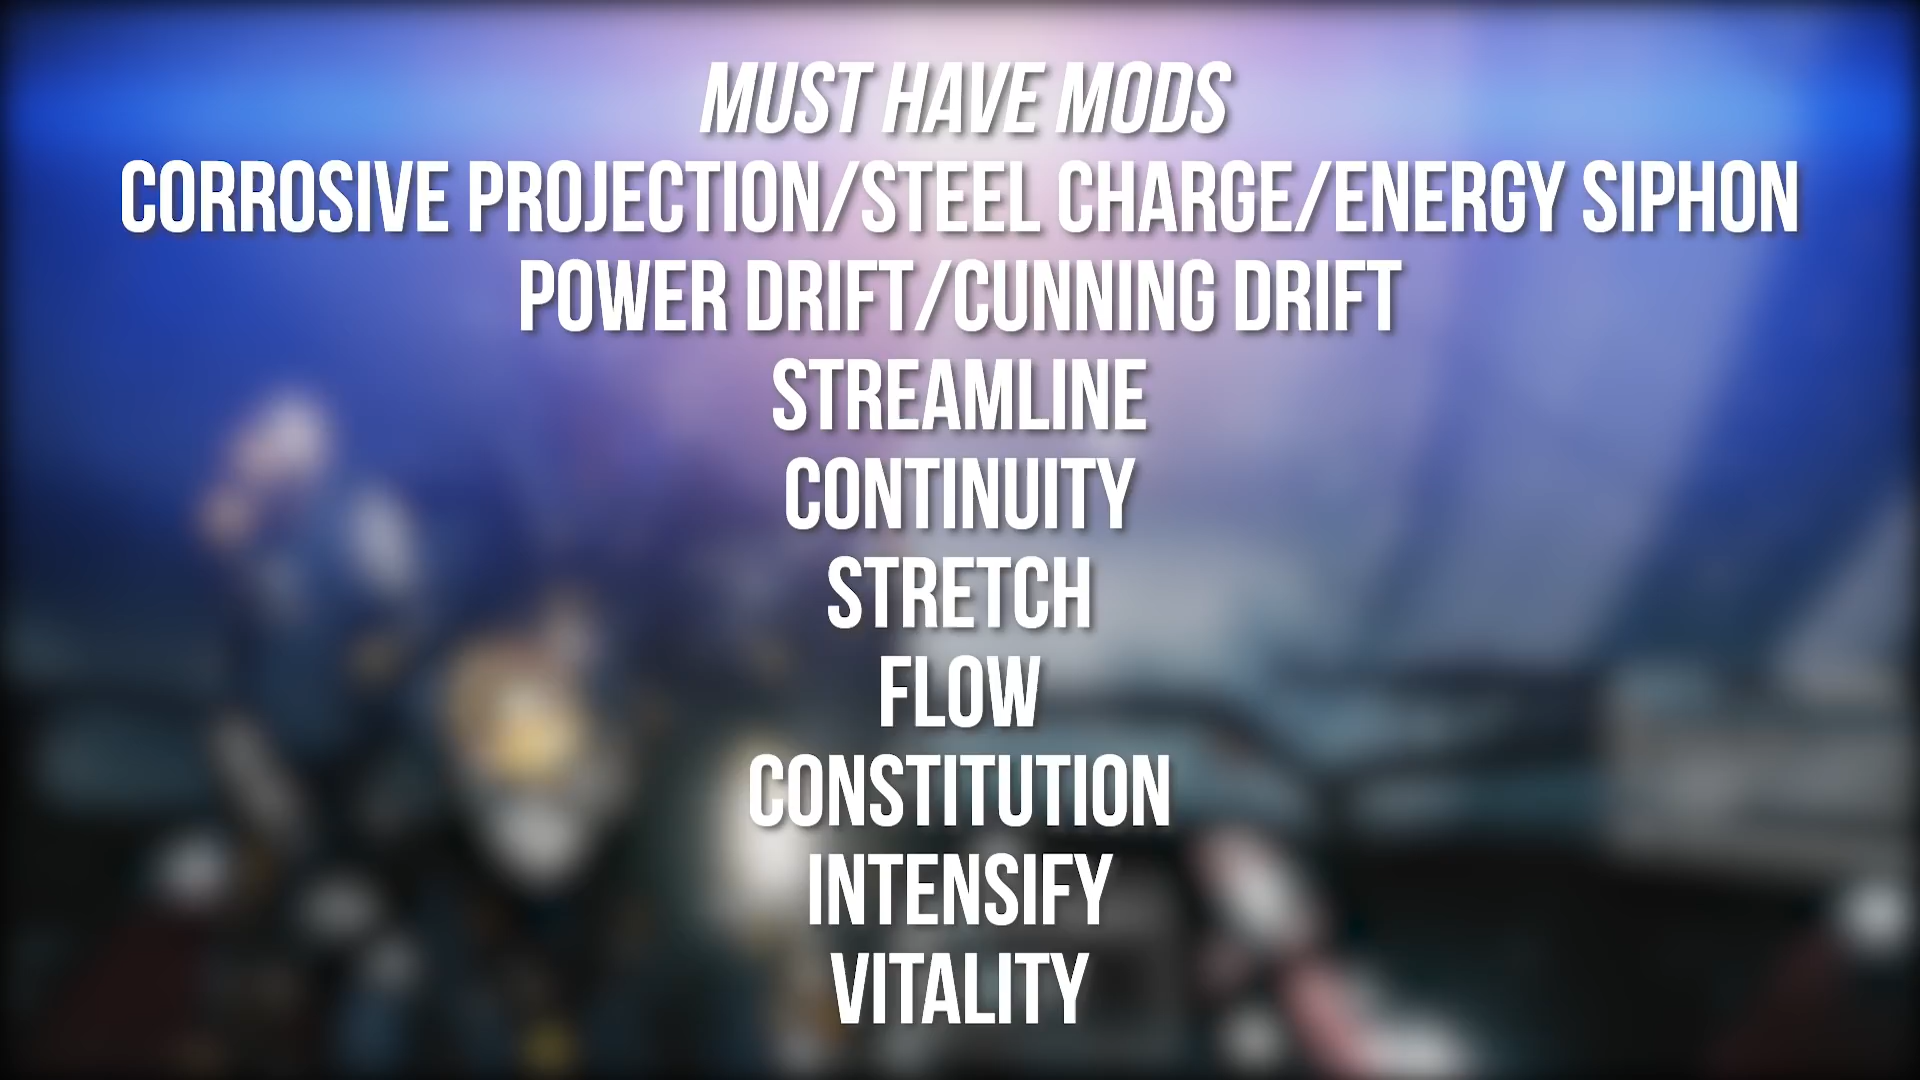 MUST HAVE MODS
CORROSIVE PROJECTION/STEEL CHARGE/ENERGY SIPHON
POWER DRIFT/CUNNING DRIFT
STREAMLINE
CONTINUITY
STRETCH
FLOW
CONSTITUTION
INTENSIFY
VITALITY